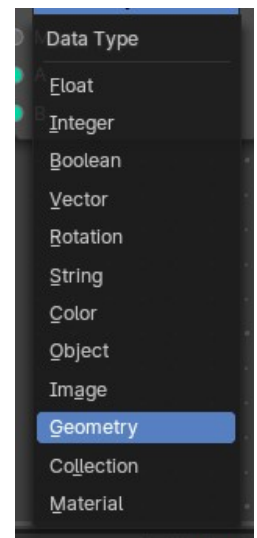 Data Type
Float
Integer
Boolean
Vector
Rotation
String
Color
Object
Image
Geometry
Collection
Material